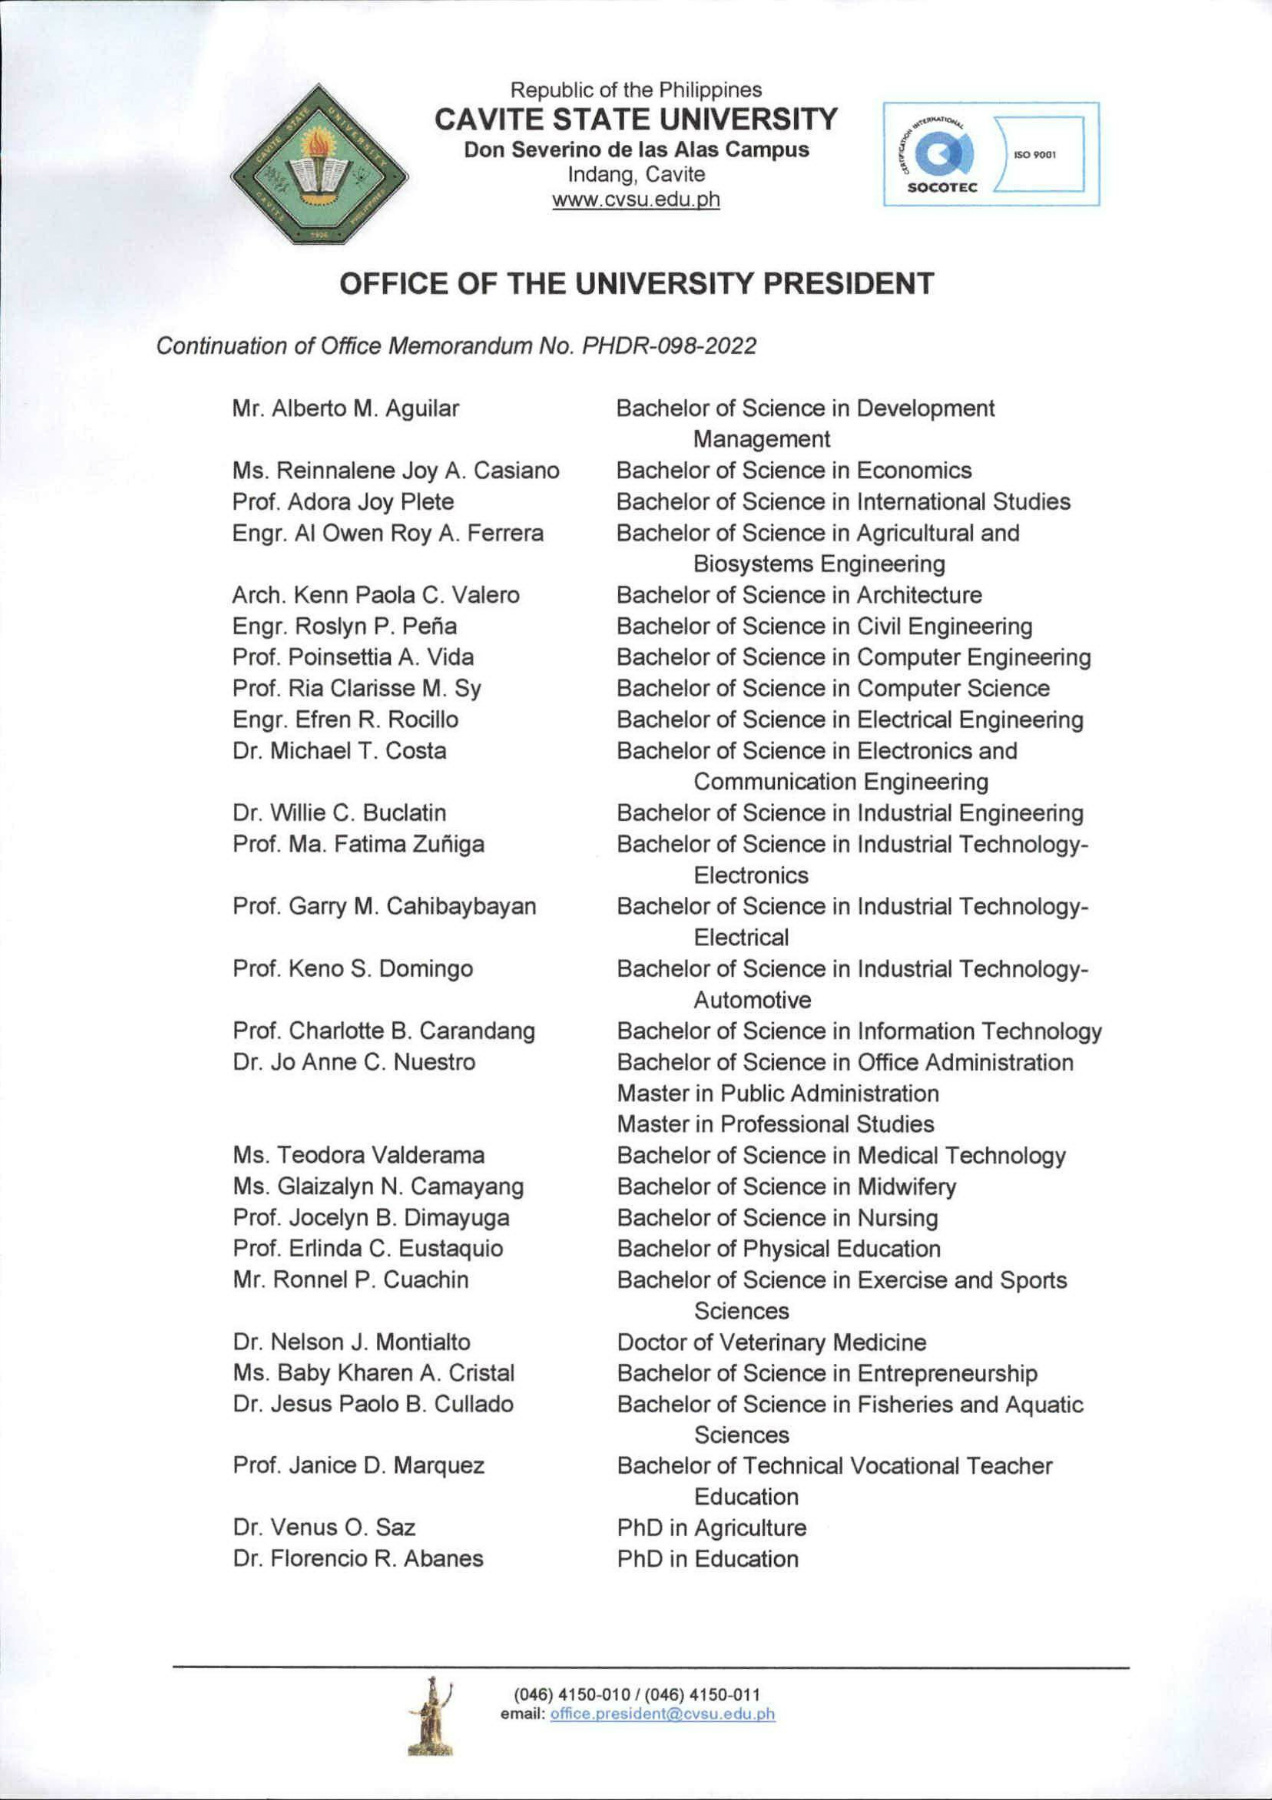 Republic of the Philippines
CAVITE STATE UNIVERSITY
Don Severino de las Alas Campus
Indang, Cavite
www.cvsu.edu.ph
CAVITE STATE UNIVERSITY
CAVITE PHILIPPINES
1906
CERTIFICATION INTERNATIONAL
SOCOTEC
ISO 9001
OFFICE OF THE UNIVERSITY PRESIDENT
Continuation of Office Memorandum No. PHDR-098-2022
Mr. Alberto M. Aguilar Bachelor of Science in Development
Management
Ms. Reinnalene Joy A. Casiano Bachelor of Science in Economics
Prof. Adora Joy Plete Bachelor of Science in International Studies
Engr. Al Owen Roy A. Ferrera Bachelor of Science in Agricultural and
Biosystems Engineering
Arch. Kenn Paola C. Valero Bachelor of Science in Architecture
Engr. Roslyn P. Peña Bachelor of Science in Civil Engineering
Prof. Poinsettia A. Vida Bachelor of Science in Computer Engineering
Prof. Ria Clarisse M. Sy Bachelor of Science in Computer Science
Engr. Efren R. Rocillo Bachelor of Science in Electrical Engineering
Dr. Michael T. Costa Bachelor of Science in Electronics and
Communication Engineering
Dr. Willie C. Buclatin Bachelor of Science in Industrial Engineering
Prof. Ma. Fatima Zuñiga Bachelor of Science in Industrial Technology-
Electronics
Prof. Garry M. Cahibaybayan Bachelor of Science in Industrial Technology-
Electrical
Prof. Keno S. Domingo Bachelor of Science in Industrial Technology-
Automotive
Prof. Charlotte B. Carandang Bachelor of Science in Information Technology
Dr. Jo Anne C. Nuestro Bachelor of Science in Office Administration
Master in Public Administration
Master in Professional Studies
Ms. Teodora Valderama Bachelor of Science in Medical Technology
Ms. Glaizalyn N. Camayang Bachelor of Science in Midwifery
Prof. Jocelyn B. Dimayuga Bachelor of Science in Nursing
Prof. Erlinda C. Eustaquio Bachelor of Physical Education
Mr. Ronnel P. Cuachin Bachelor of Science in Exercise and Sports
Sciences
Dr. Nelson J. Montialto Doctor of Veterinary Medicine
Ms. Baby Kharen A. Cristal Bachelor of Science in Entrepreneurship
Dr. Jesus Paolo B. Cullado Bachelor of Science in Fisheries and Aquatic
Sciences
Prof. Janice D. Marquez Bachelor of Technical Vocational Teacher
Education
Dr. Venus O. Saz PhD in Agriculture
Dr. Florencio R. Abanes PhD in Education
(046) 4150-010 / (046) 4150-011
email: office.president@cvsu.edu.ph